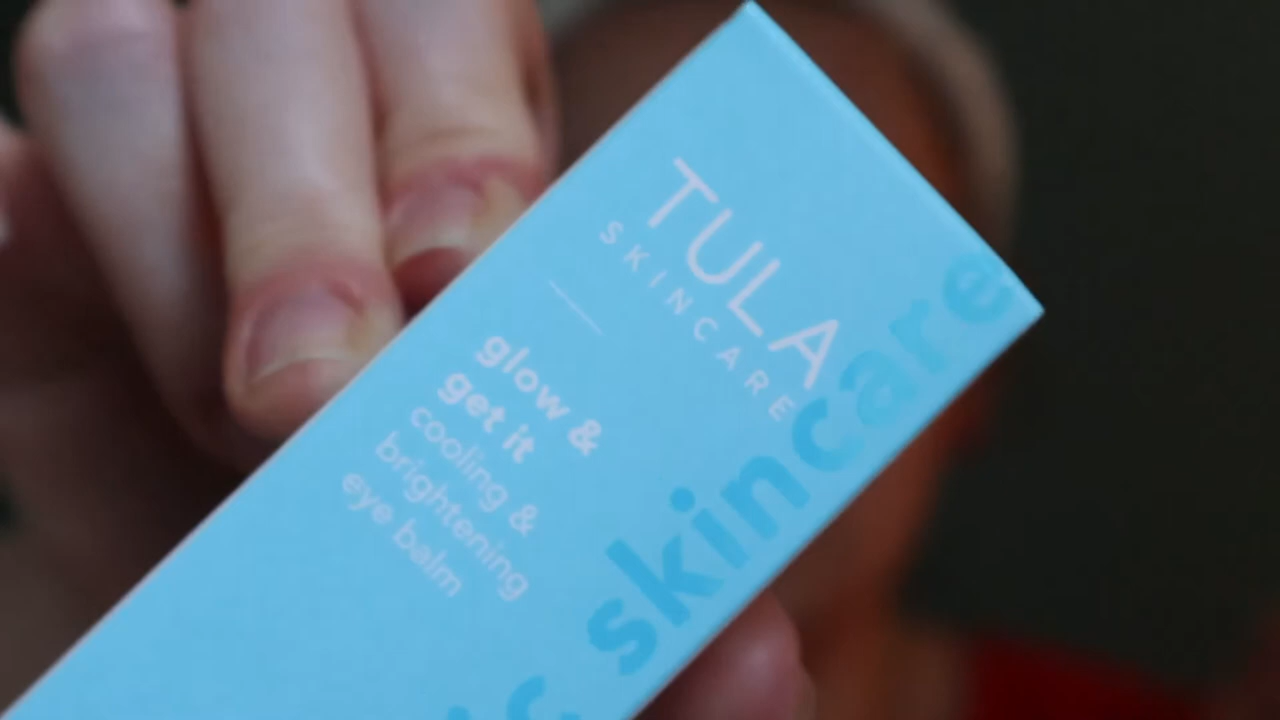 TULA
SKINCARE
glow &
get it
cooling &
brightening
eye balm
skincare